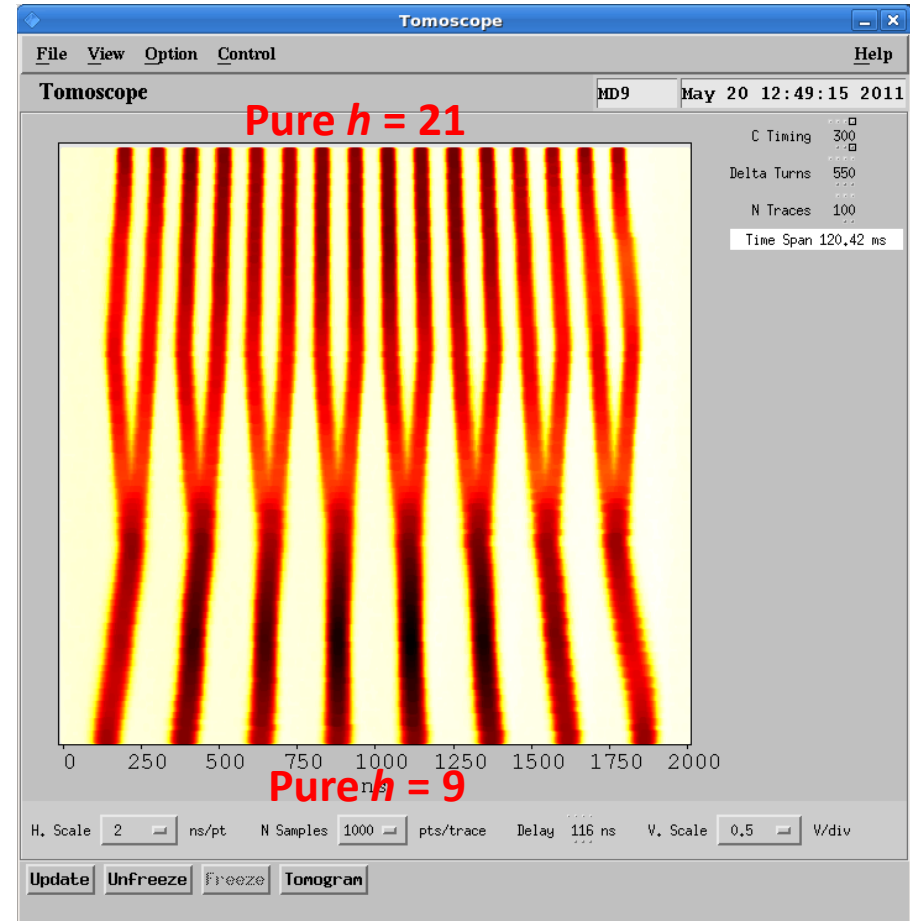 Tomoscope
File View Option Control Help
Tomoscope MD9 May 20 12:49:15 2011
Pure h = 21
C Timing 300
Delta Turns 550
N Traces 100
Time Span 120.42 ms
0 250 500 750 1000 1250 1500 1750 2000
Pure h = 9
H. Scale 2 ns/pt N Samples 1000 pts/trace Delay 116 ns V. Scale 0.5 V/div
Update Unfreeze Freeze Tomogram